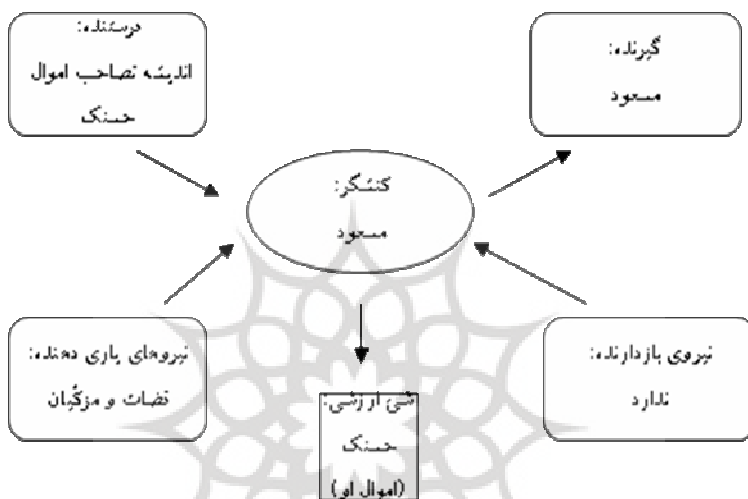 فرستنده:
اندیشه تصاحب اموال
حسنک
گیرنده:
مسعود
کنشگر:
مسعود
نیروهای یاری دهنده:
قضات و مزکّیان
نیروی بازدارنده:
ندارد
شئ ارزشی:
حسنک
(اموال او)